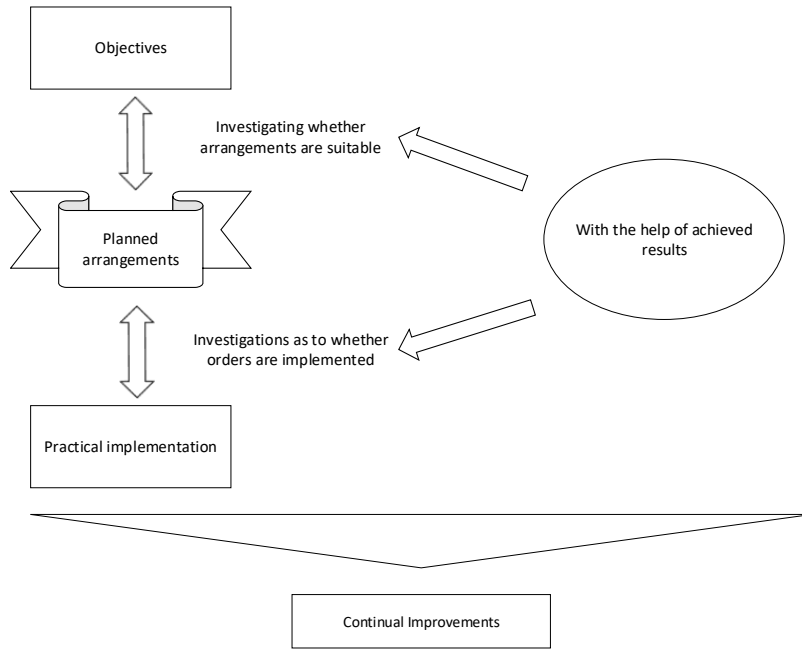 Objectives
Investigating whether
arrangements are suitable
With the help of achieved
results
Planned
arrangements
Investigations as to whether
orders are implemented
Practical implementation
Continual Improvements